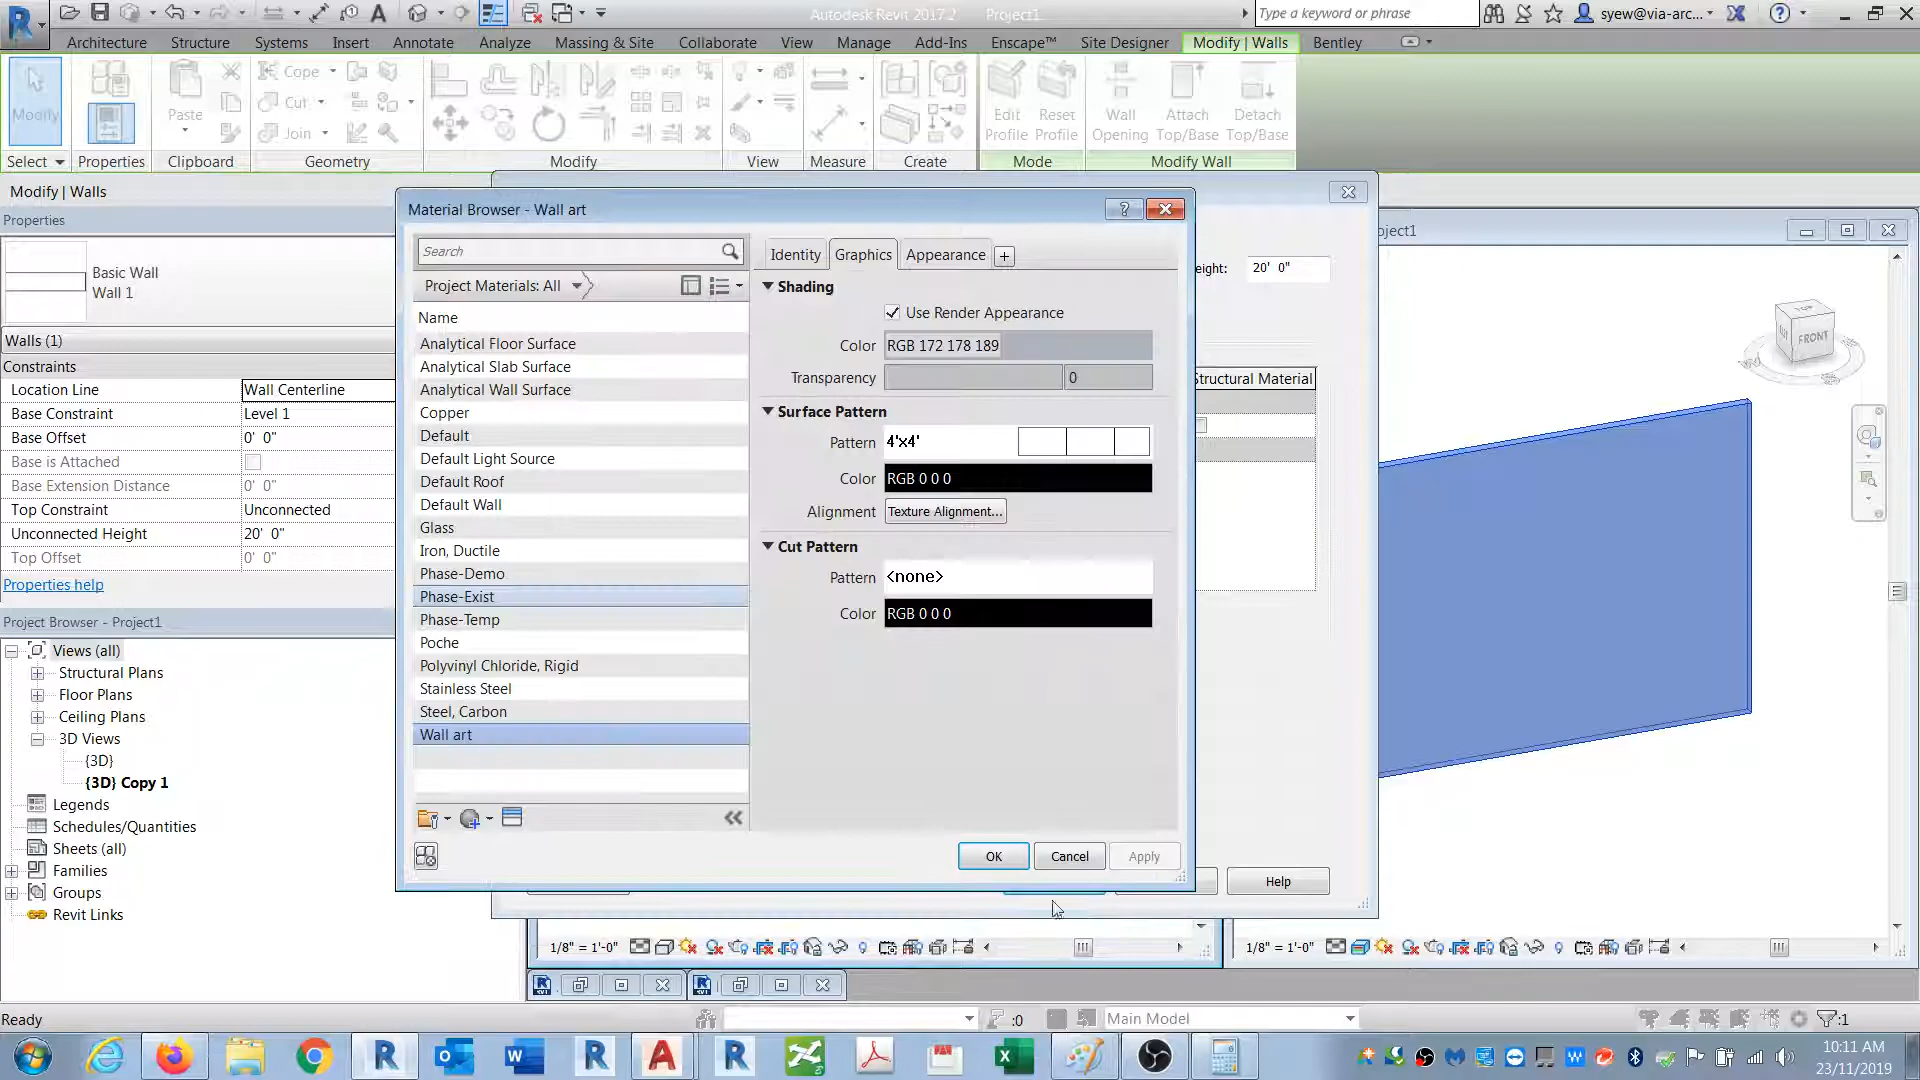 Autodesk Revit 2017.2    Project1
Type a keyword or phrase
syew@via-arc...
Architecture Structure Systems Insert Annotate Analyze Massing & Site Collaborate View Manage Add-Ins Enscape™ Site Designer Modify | Walls Bentley
Modify
Paste
Cope
Cut
Join
Edit Profile
Reset Profile
Wall Opening
Attach Top/Base
Detach Top/Base
Select Properties Clipboard Geometry Modify View Measure Create Mode Modify Wall
Modify | Walls
Properties
Basic Wall
Wall 1
Walls (1)
Constraints
Location Line Wall Centerline
Base Constraint Level 1
Base Offset 0' 0"
Base is Attached
Base Extension Distance 0' 0"
Top Constraint Unconnected
Unconnected Height 20' 0"
Top Offset 0' 0"
Properties help
Project Browser - Project1
Views (all)
Structural Plans
Floor Plans
Ceiling Plans
3D Views
{3D}
{3D} Copy 1
Legends
Schedules/Quantities
Sheets (all)
Families
Groups
Revit Links
Material Browser - Wall art
?
Search
Project Materials: All
Name
Analytical Floor Surface
Analytical Slab Surface
Analytical Wall Surface
Copper
Default
Default Light Source
Default Roof
Default Wall
Glass
Iron, Ductile
Phase-Demo
Phase-Exist
Phase-Temp
Poche
Polyvinyl Chloride, Rigid
Stainless Steel
Steel, Carbon
Wall art
Identity Graphics Appearance +
Shading
Use Render Appearance
Color RGB 172 178 189
Transparency 0
Surface Pattern
Pattern 4'x4'
Color RGB 0 0 0
Alignment Texture Alignment...
Cut Pattern
Pattern <none>
Color RGB 0 0 0
OK Cancel Apply
eight: 20' 0"
Structural Material
Help
oject1
TOP
FRONT
1/8" = 1'-0"
1/8" = 1'-0"
Ready
:0
Main Model
:1
10:11 AM
23/11/2019